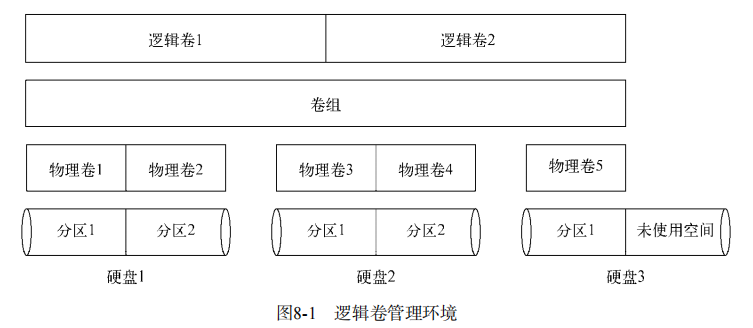 逻辑卷1 逻辑卷2
卷组
物理卷1 物理卷2 物理卷3 物理卷4 物理卷5
分区1 分区2 分区1 分区2 分区1 未使用空间
硬盘1 硬盘2 硬盘3
图8-1 逻辑卷管理环境